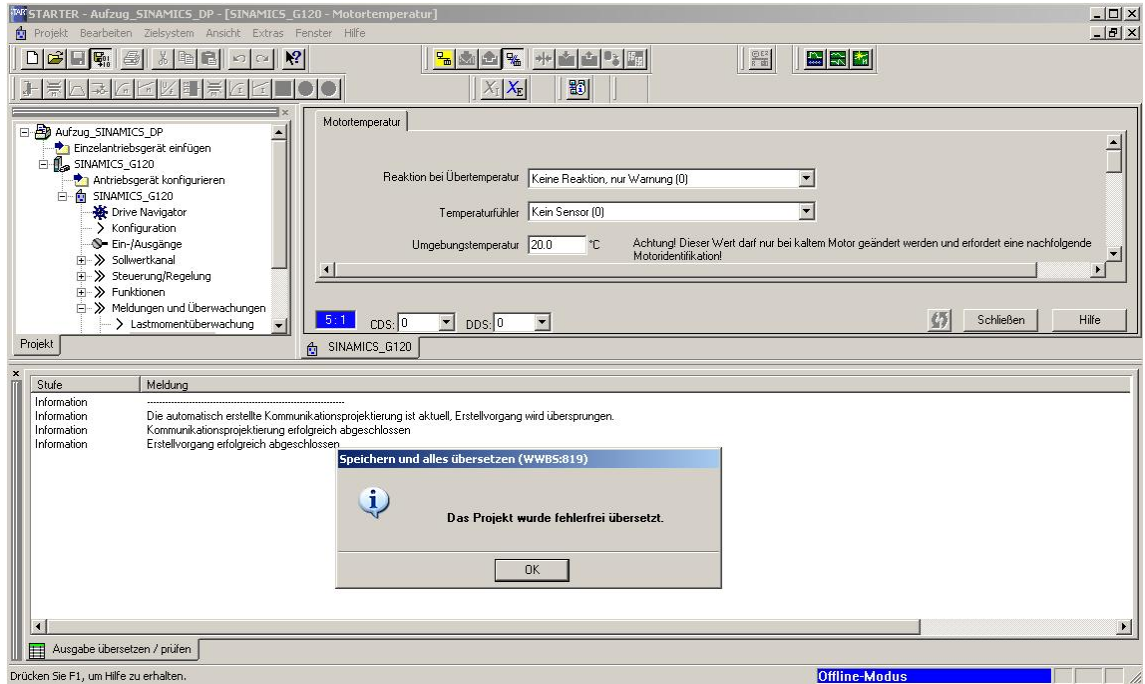 STARTER - Aufzug_SINAMICS_DP - [SINAMICS_G120 - Motortemperatur]
Projekt Bearbeiten Zielsystem Ansicht Extras Fenster Hilfe
Aufzug_SINAMICS_DP
Einzelantriebsgerät einfügen
SINAMICS_G120
Antriebsgerät konfigurieren
SINAMICS_G120
Drive Navigator
Konfiguration
Ein-/Ausgänge
Sollwertkanal
Steuerung/Regelung
Funktionen
Meldungen und Überwachungen
Lastmomentüberwachung
Projekt
Motortemperatur
Reaktion bei Übertemperatur Keine Reaktion, nur Warnung (0)
Temperaturfühler Kein Sensor (0)
Umgebungstemperatur 20.0 °C Achtung! Dieser Wert darf nur bei kaltem Motor geändert werden und erfordert eine nachfolgende
Motoridentifikation!
5:1 CDS: 0 DDS: 0 Schließen Hilfe
SINAMICS_G120
Stufe Meldung
Information --------------------------------------------------------------------
Information Die automatisch erstellte Kommunikationsprojektierung ist aktuell, Erstellvorgang wird übersprungen.
Information Kommunikationsprojektierung erfolgreich abgeschlossen
Information Erstellvorgang erfolgreich abgeschlossen
Speichern und alles übersetzen (WWBS:819)
Das Projekt wurde fehlerfrei übersetzt.
OK
Ausgabe übersetzen / prüfen
Drücken Sie F1, um Hilfe zu erhalten. Offline-Modus